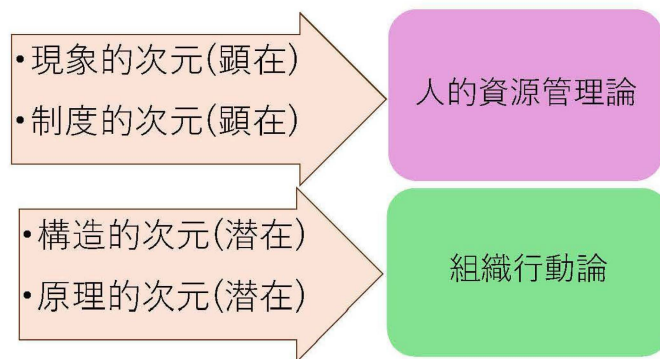 •現象的次元(顕在)
•制度的次元(顕在)
人的資源管理論
•構造的次元(潜在)
•原理的次元(潜在)
組織行動論